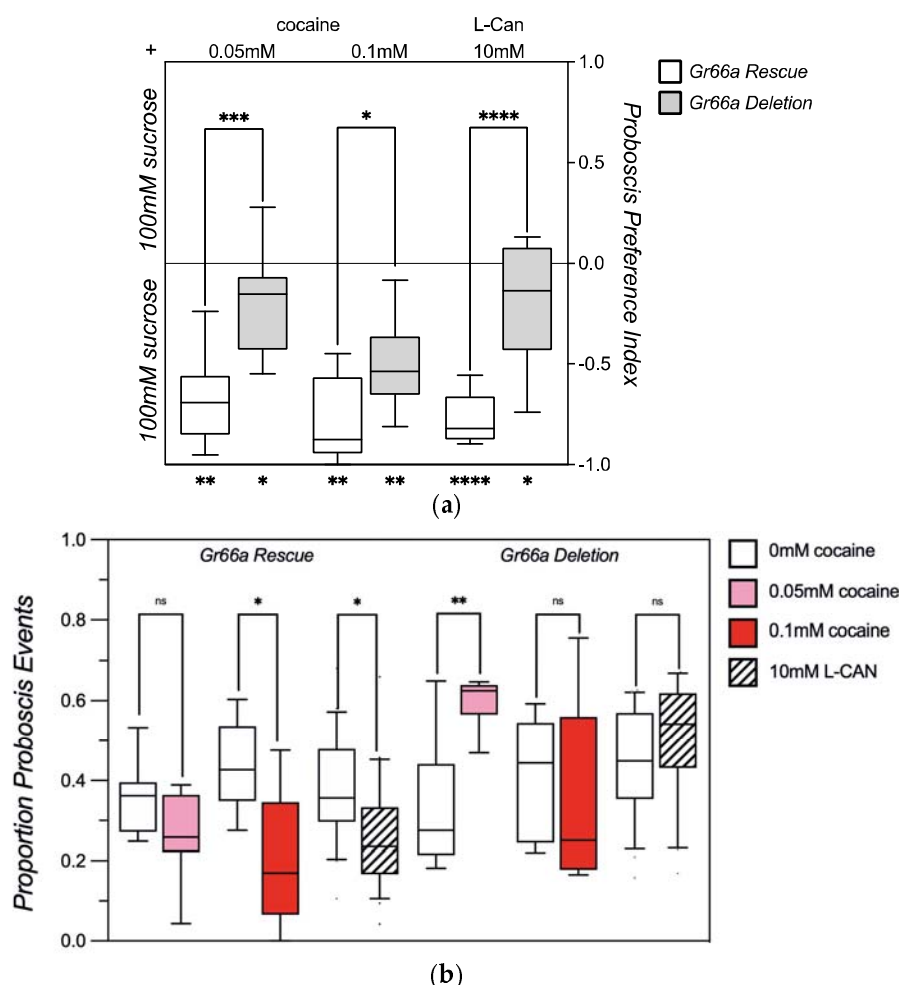 cocaine L-Can
+ 0.05mM 0.1mM 10mM
1.0
Gr66a Rescue
Gr66a Deletion
*** * ****
0.5
0.0
-0.5
-1.0
100mM sucrose
100mM sucrose
Proboscis Preference Index
** * ** ** **** *
(a)
1.0
0.8
0.6
0.4
0.2
0.0
Proportion Proboscis Events
Gr66a Rescue Gr66a Deletion
ns * * ** ns ns
0mM cocaine
0.05mM cocaine
0.1mM cocaine
10mM L-CAN
(b)